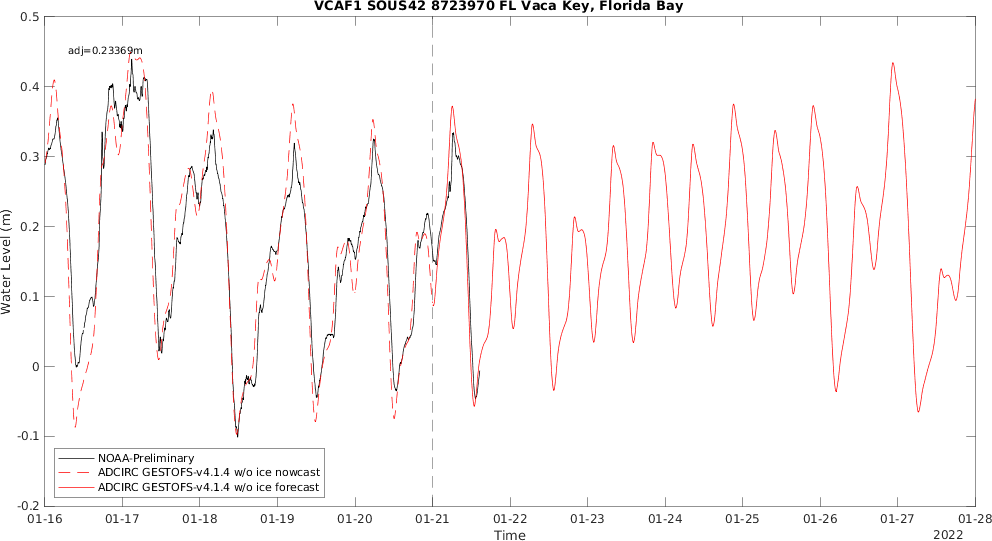 VCAF1 SOUS42 8723970 FL Vaca Key, Florida Bay
0.5
adj=0.23369m
0.4
0.3
0.2
0.1
0
-0.1
-0.2
Water Level (m)
NOAA-Preliminary
ADCIRC GESTOFS-v4.1.4 w/o ice nowcast
ADCIRC GESTOFS-v4.1.4 w/o ice forecast
01-16 01-17 01-18 01-19 01-20 01-21 01-22 01-23 01-24 01-25 01-26 01-27 01-28
Time
2022